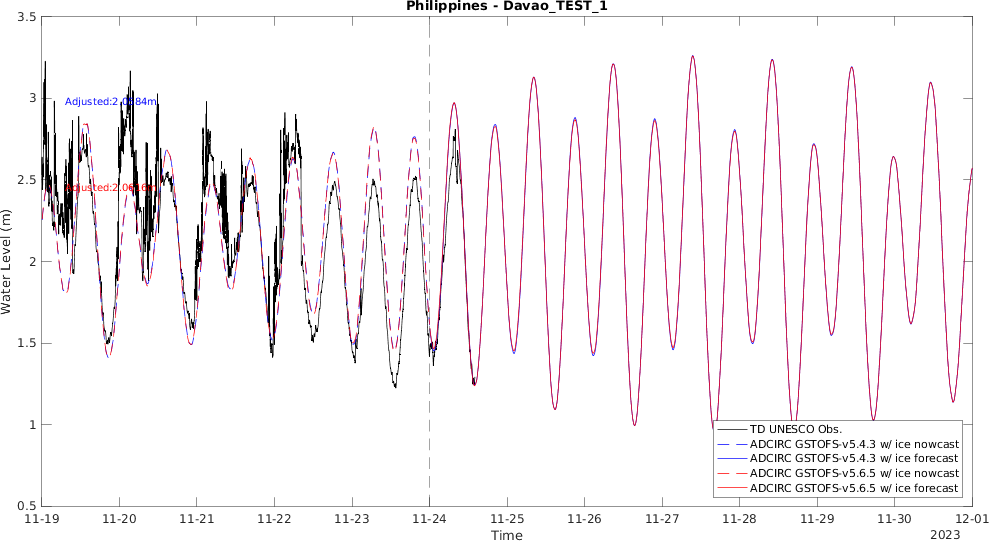 Philippines - Davao_TEST_1
3.5
3
2.5
2
1.5
1
0.5
Water Level (m)
TD UNESCO Obs.
ADCIRC GSTOFS-v5.4.3 w/ ice nowcast
ADCIRC GSTOFS-v5.4.3 w/ ice forecast
ADCIRC GSTOFS-v5.6.5 w/ ice nowcast
ADCIRC GSTOFS-v5.6.5 w/ ice forecast
11-19 11-20 11-21 11-22 11-23 11-24 11-25 11-26 11-27 11-28 11-29 11-30 12-01
Time
2023